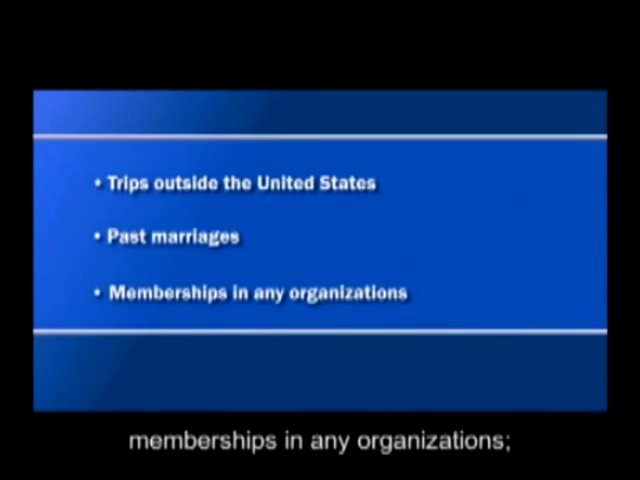 • Trips outside the United States
• Past marriages
• Memberships in any organizations
memberships in any organizations;